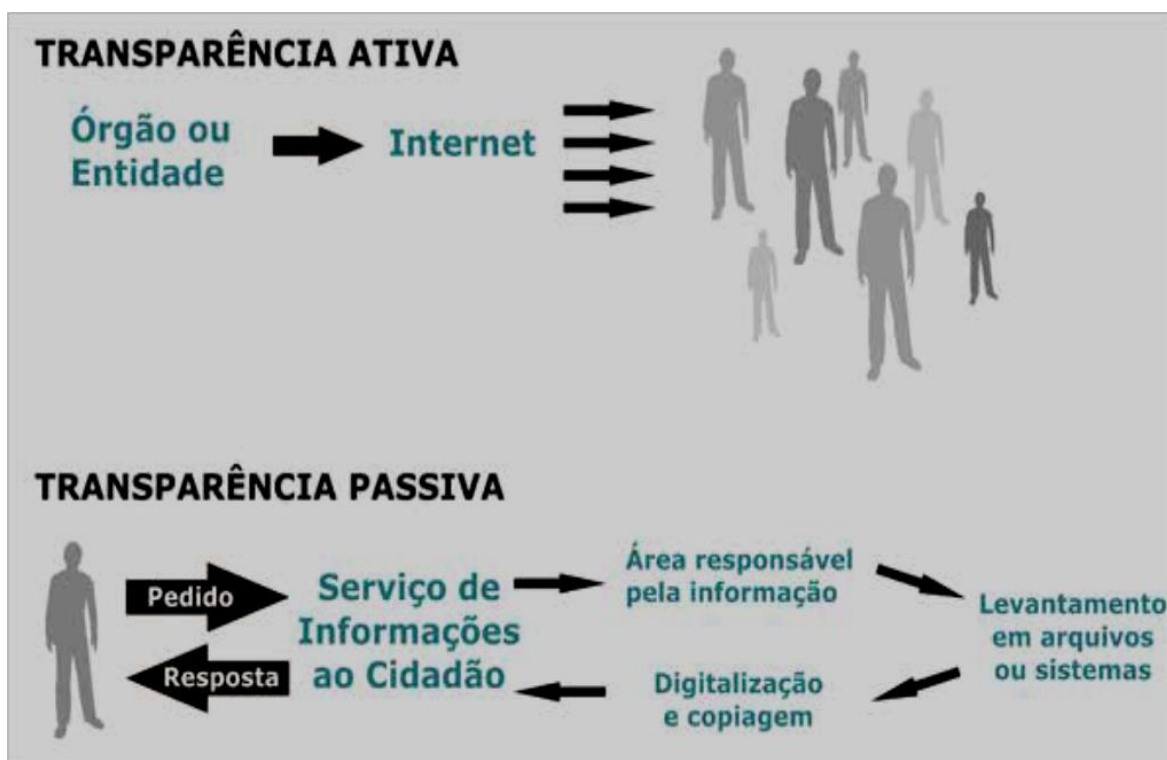 TRANSPARÊNCIA ATIVA
Órgão ou
Entidade
Internet
TRANSPARÊNCIA PASSIVA
Pedido
Resposta
Serviço de
Informações
ao Cidadão
Área responsável
pela informação
Levantamento
em arquivos
ou sistemas
Digitalização
e copiagem